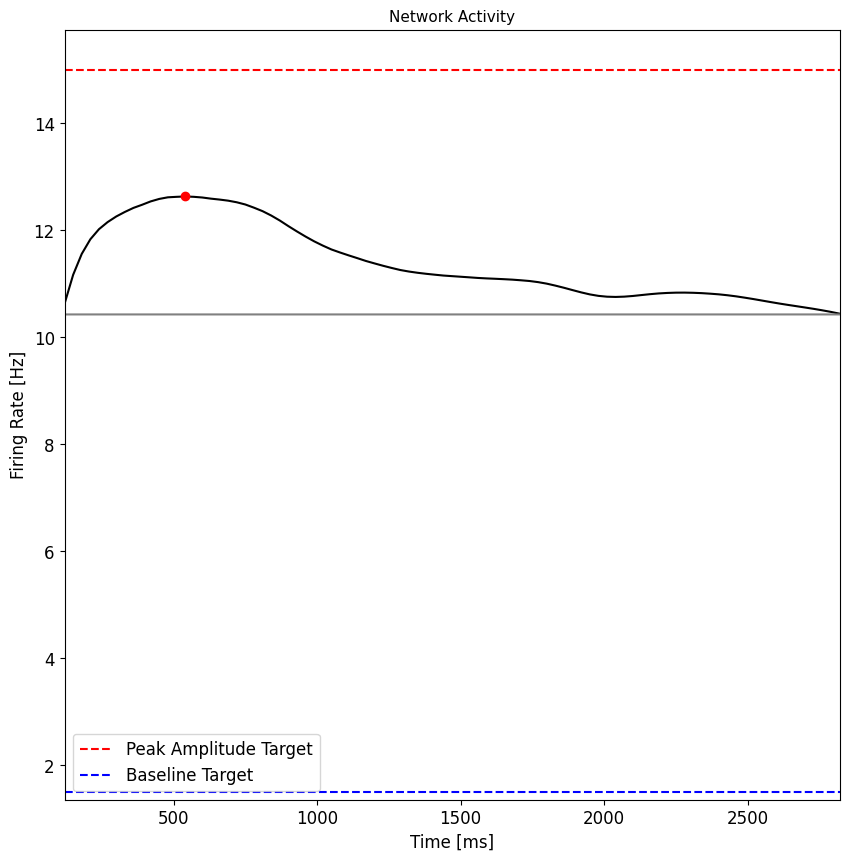 Network Activity
Firing Rate [Hz]
14
12
10
8
6
4
2
Peak Amplitude Target
Baseline Target
500
1000
1500
2000
2500
Time [ms]